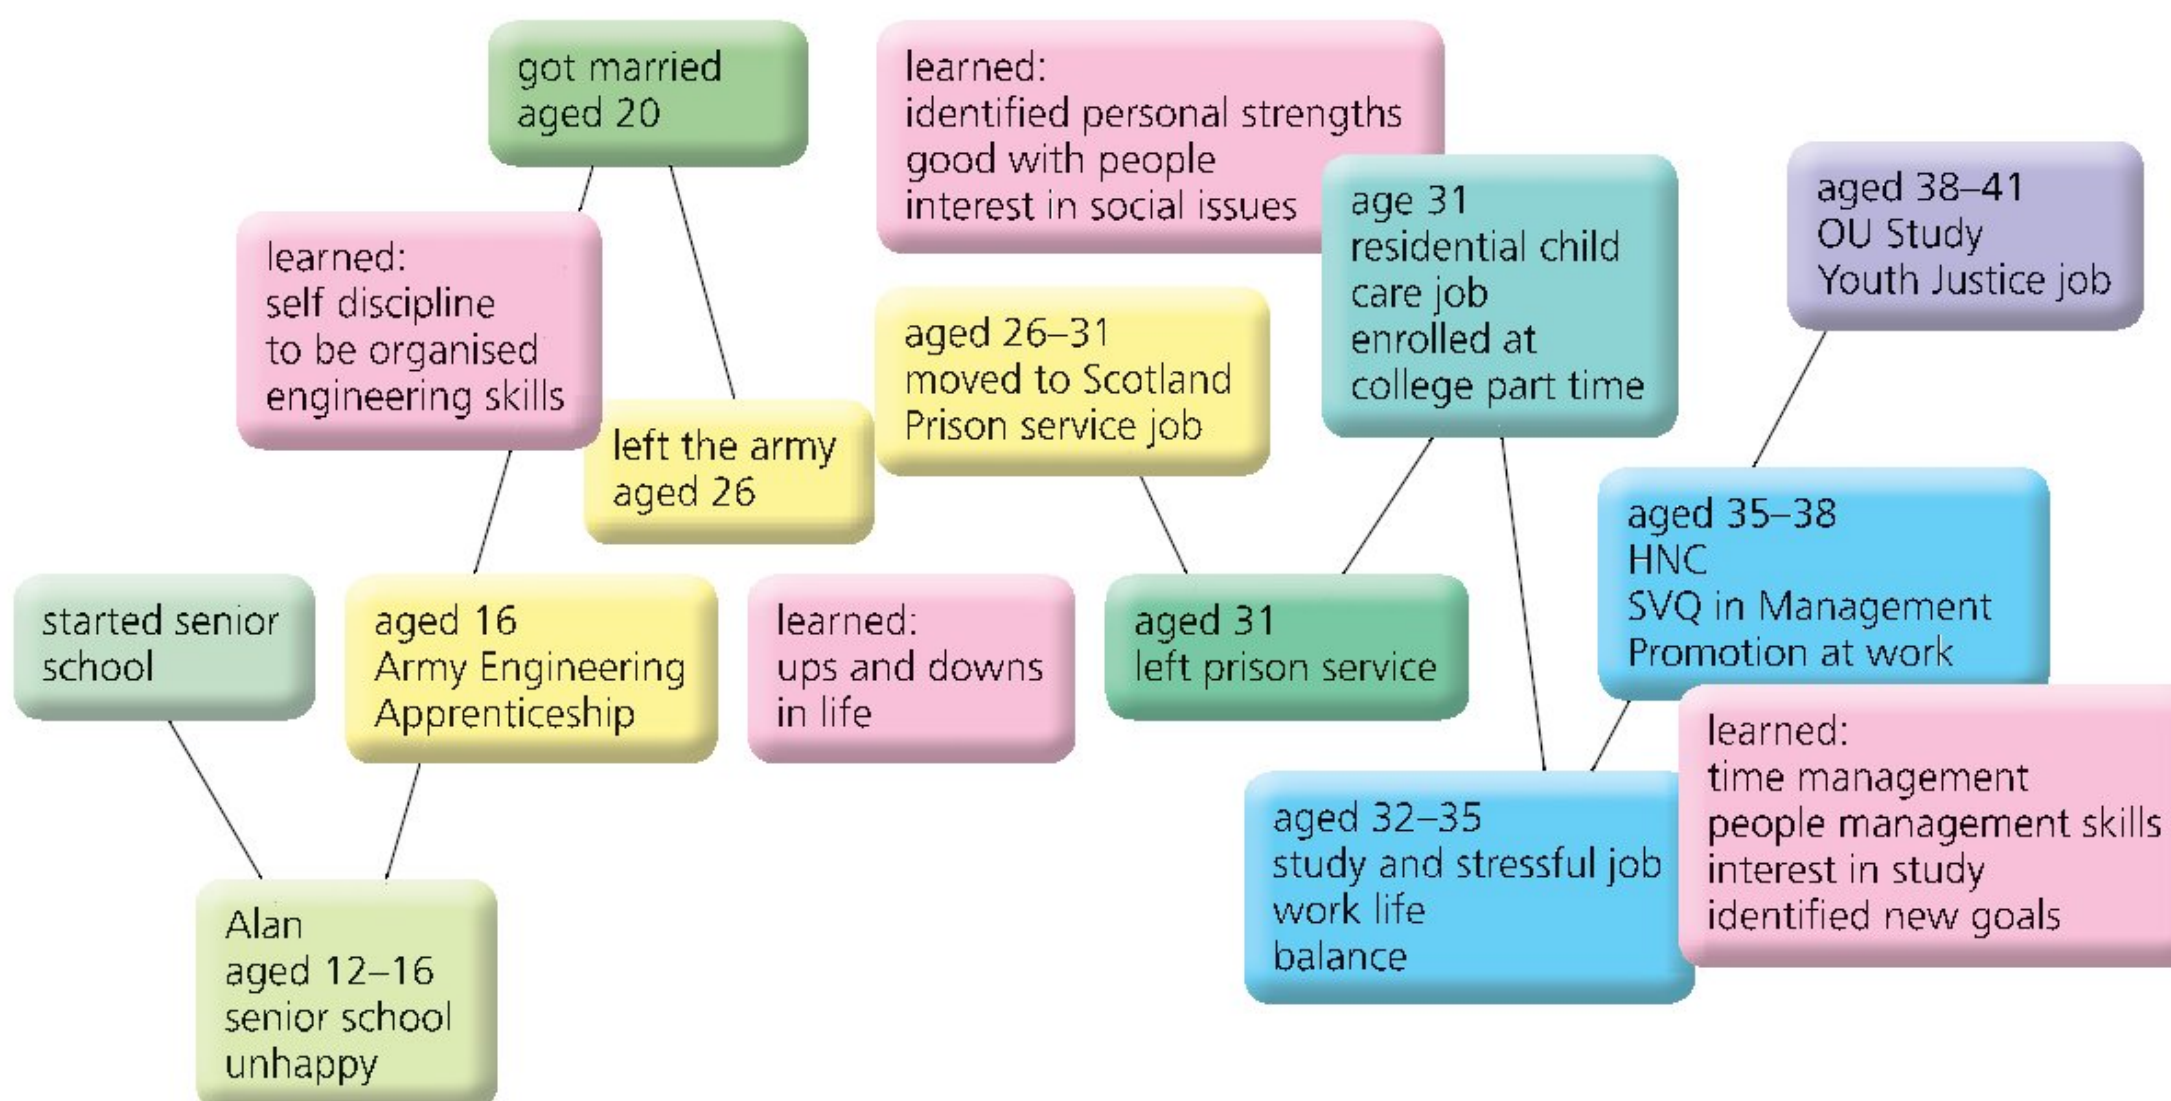 got married
aged 20
learned:
identified personal strengths
good with people
interest in social issues
age 31
residential child
care job
enrolled at
college part time
aged 38–41
OU Study
Youth Justice job
learned:
self discipline
to be organised
engineering skills
left the army
aged 26
aged 26–31
moved to Scotland
Prison service job
aged 35–38
HNC
SVQ in Management
Promotion at work
started senior
school
aged 16
Army Engineering
Apprenticeship
learned:
ups and downs
in life
aged 31
left prison service
learned:
time management
people management skills
interest in study
identified new goals
aged 32–35
study and stressful job
work life
balance
Alan
aged 12–16
senior school
unhappy